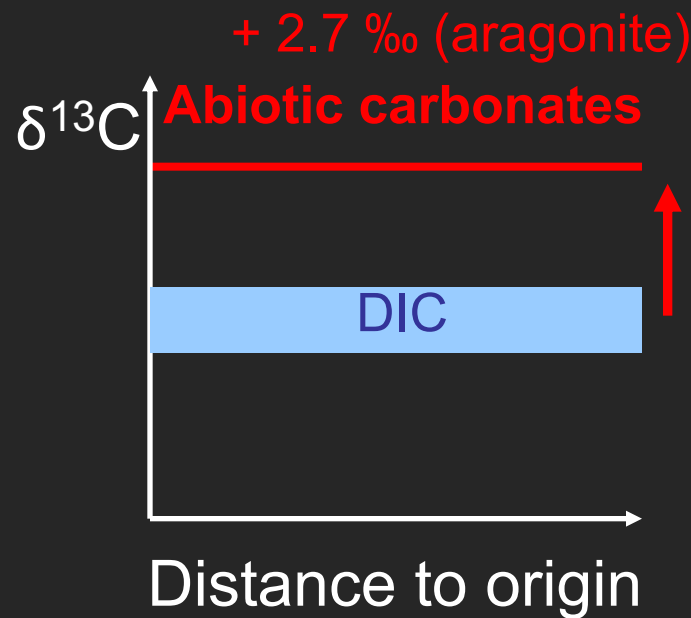 + 2.7 ‰ (aragonite)
Abiotic carbonates
δ¹³C
DIC
Distance to origin